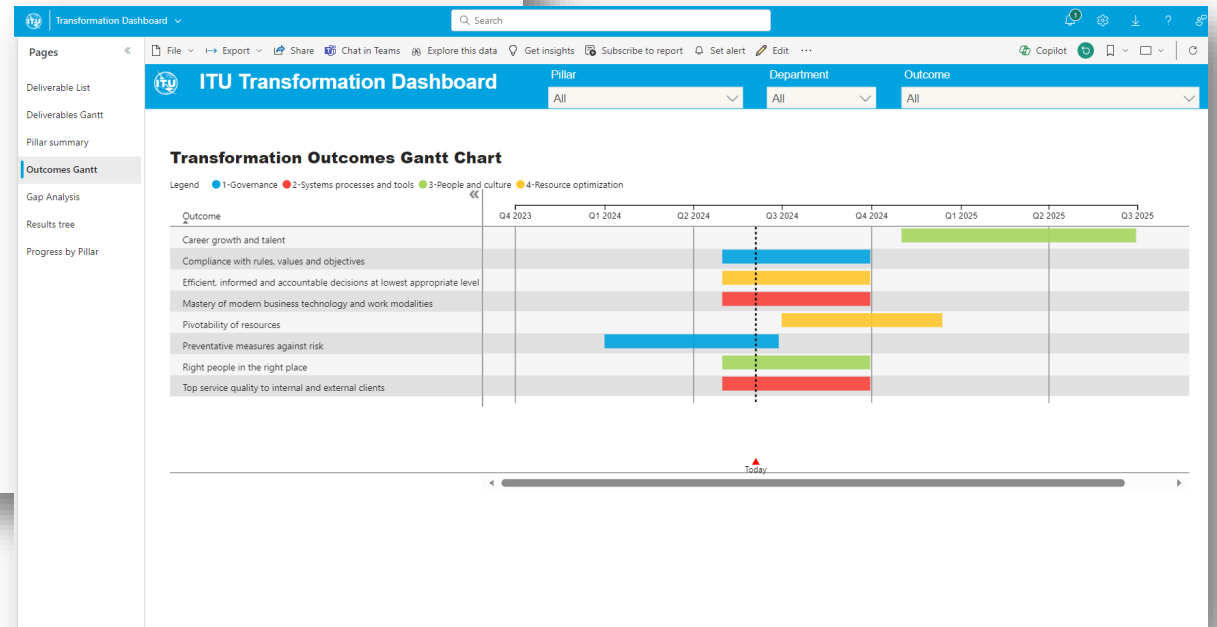 Transformation Dashboard
Search
1
?
Pages
File
Export
Share
Chat in Teams
Explore this data
Get insights
Subscribe to report
Set alert
Edit
Copilot
ITU Transformation Dashboard
Pillar
All
Department
All
Outcome
All
Deliverable List
Deliverables Gantt
Pillar summary
Outcomes Gantt
Gap Analysis
Results tree
Progress by Pillar
Transformation Outcomes Gantt Chart
Legend 1-Governance 2-Systems processes and tools 3-People and culture 4-Resource optimization
Outcome Q4 2023 Q1 2024 Q2 2024 Q3 2024 Q4 2024 Q1 2025 Q2 2025 Q3 2025
Career growth and talent
Compliance with rules, values and objectives
Efficient, informed and accountable decisions at lowest appropriate level
Mastery of modern business technology and work modalities
Pivotability of resources
Preventative measures against risk
Right people in the right place
Top service quality to internal and external clients
Today